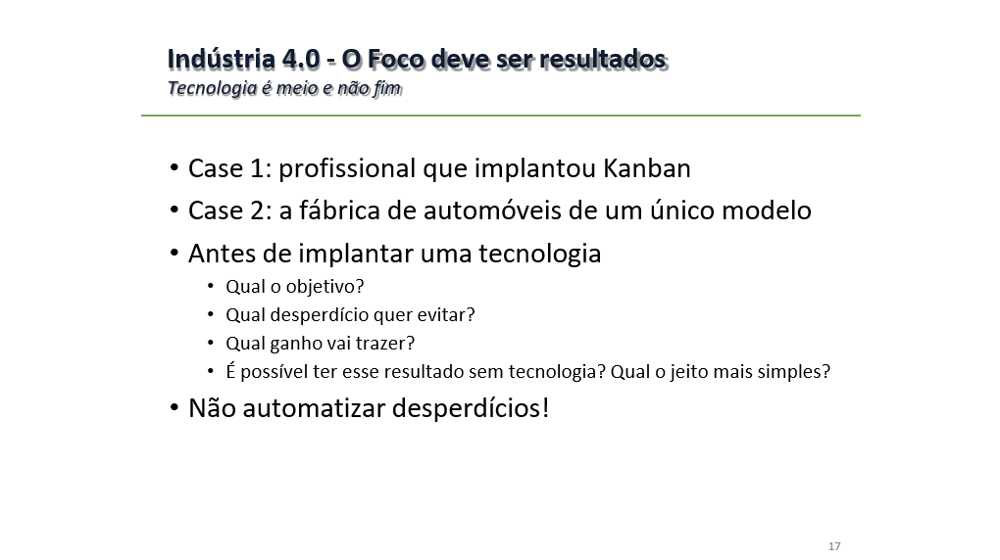 Indústria 4.0 - O Foco deve ser resultados
Tecnologia é meio e não fim
• Case 1: profissional que implantou Kanban
• Case 2: a fábrica de automóveis de um único modelo
• Antes de implantar uma tecnologia
• Qual o objetivo?
• Qual desperdício quer evitar?
• Qual ganho vai trazer?
• É possível ter esse resultado sem tecnologia? Qual o jeito mais simples?
• Não automatizar desperdícios!
17